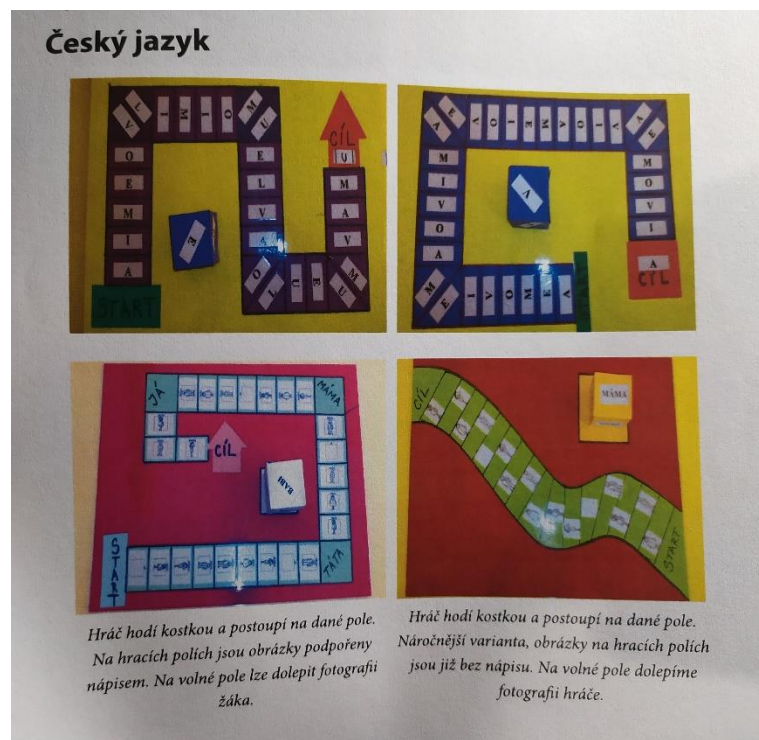 Český jazyk
V L I M I O M U
CÍL
U
O E
E L
M E M A
I V V
A A
START
O L U E U M
A E V O I E M A O I V A E
M M
I V O
V V
O I
A A
CÍL
M E I V O M E A
START
JÁ MÁMA
CÍL
BABI
START
TÁTA
CÍL
MÁMA
START
Hráč hodí kostkou a postoupí na dané pole.
Na hracích polích jsou obrázky podpořeny
nápisem. Na volné pole lze dolepit fotografii
žáka.
Hráč hodí kostkou a postoupí na dané pole.
Náročnější varianta, obrázky na hracích polích
jsou již bez nápisu. Na volné pole dolepíme
fotografii hráče.